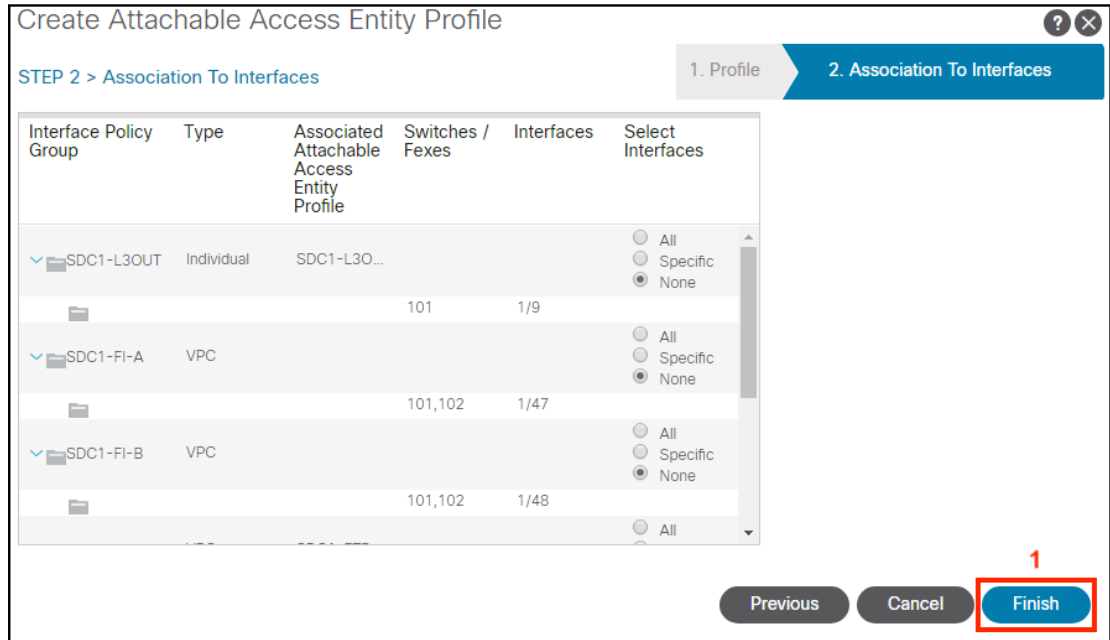 Create Attachable Access Entity Profile
?
STEP 2 > Association To Interfaces
1. Profile
2. Association To Interfaces
Interface Policy Group
Type
Associated Attachable Access Entity Profile
Switches / Fexes
Interfaces
Select Interfaces
SDC1-L3OUT
Individual
SDC1-L3O...
All
Specific
None
101
1/9
SDC1-FI-A
VPC
All
Specific
None
101,102
1/47
SDC1-FI-B
VPC
All
Specific
None
101,102
1/48
All
1
Previous
Cancel
Finish